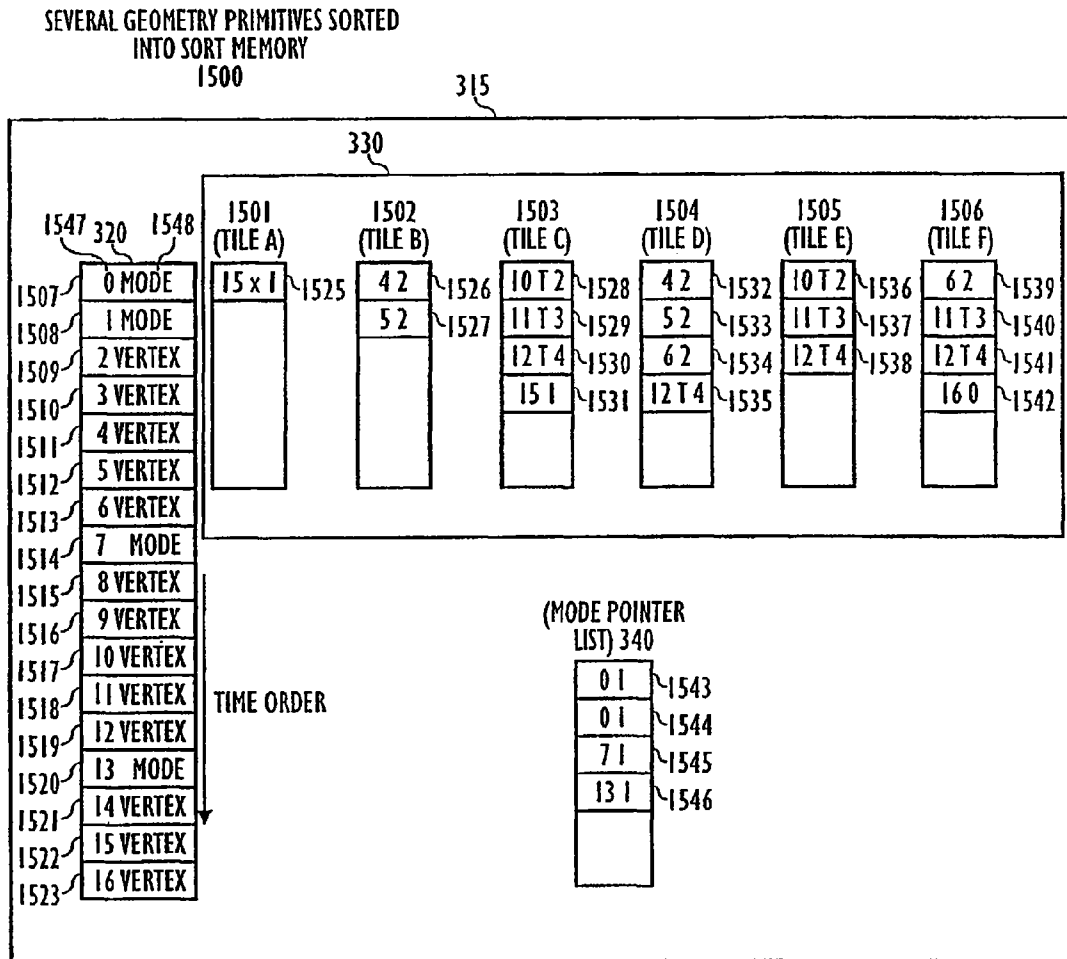 SEVERAL GEOMETRY PRIMITIVES SORTED
INTO SORT MEMORY
1500
315
330
1547 320 1548
1501 1502 1503 1504 1505 1506
(TILE A) (TILE B) (TILE C) (TILE D) (TILE E) (TILE F)
1507 0 MODE 15 x 1 1525 4 2 1526 10 T 2 1528 4 2 1532 10 T 2 1536 6 2 1539
1508 1 MODE 5 2 1527 11 T 3 1529 5 2 1533 11 T 3 1537 11 T 3 1540
1509 2 VERTEX 12 T 4 1530 6 2 1534 12 T 4 1538 12 T 4 1541
1510 3 VERTEX 15 1 1531 12 T 4 1535 16 0 1542
1511 4 VERTEX
1512 5 VERTEX
1513 6 VERTEX
1514 7 MODE
1515 8 VERTEX
1516 9 VERTEX
1517 10 VERTEX
1518 11 VERTEX
1519 12 VERTEX
1520 13 MODE
1521 14 VERTEX
1522 15 VERTEX
1523 16 VERTEX
TIME ORDER
(MODE POINTER
LIST) 340
0 1 1543
0 1 1544
7 1 1545
13 1 1546